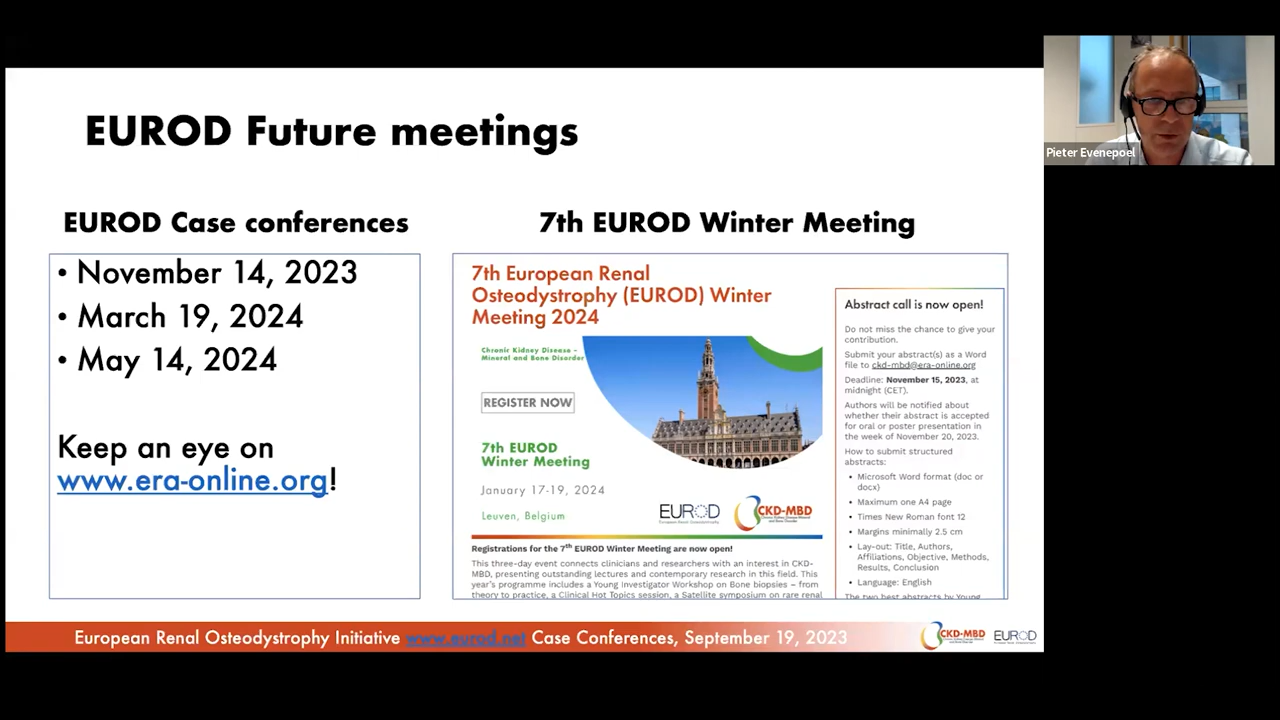 EUROD Future meetings
EUROD Case conferences
• November 14, 2023
• March 19, 2024
• May 14, 2024
Keep an eye on
www.era-online.org!
7th EUROD Winter Meeting
7th European Renal
Osteodystrophy (EUROD) Winter
Meeting 2024
Chronic Kidney Disease –
Mineral and Bone Disorder
REGISTER NOW
7th EUROD
Winter Meeting
January 17-19, 2024
Leuven, Belgium
EUROD
European Renal Osteodystrophy
CKD-MBD
Registrations for the 7th EUROD Winter Meeting are now open!
This three-day event connects clinicians and researchers with an interest in CKD-
MBD, presenting outstanding lectures and contemporary research in this field. This
year's programme includes a Young Investigator Workshop on Bone biopsies – from
theory to practice, a Clinical Hot Topics session, a Satellite symposium on rare renal
Abstract call is now open!
Do not miss the chance to give your
contribution.
Submit your abstract(s) as a Word
file to ckd-mbd@era-online.org
Deadline: November 15, 2023, at
midnight (CET).
Authors will be notified about
whether their abstract is accepted
for oral or poster presentation in
the week of November 20, 2023.
How to submit structured
abstracts:
• Microsoft Word format (doc or
docx)
• Maximum one A4 page
• Times New Roman font 12
• Margins minimally 2.5 cm
• Lay-out: Title, Authors,
Affiliations, Objective, Methods,
Results, Conclusion
• Language: English
The two best abstracts by Young
European Renal Osteodystrophy Initiative www.eurod.net Case Conferences, September 19, 2023
CKD-MBD
EUROD
Pieter Evenepoel